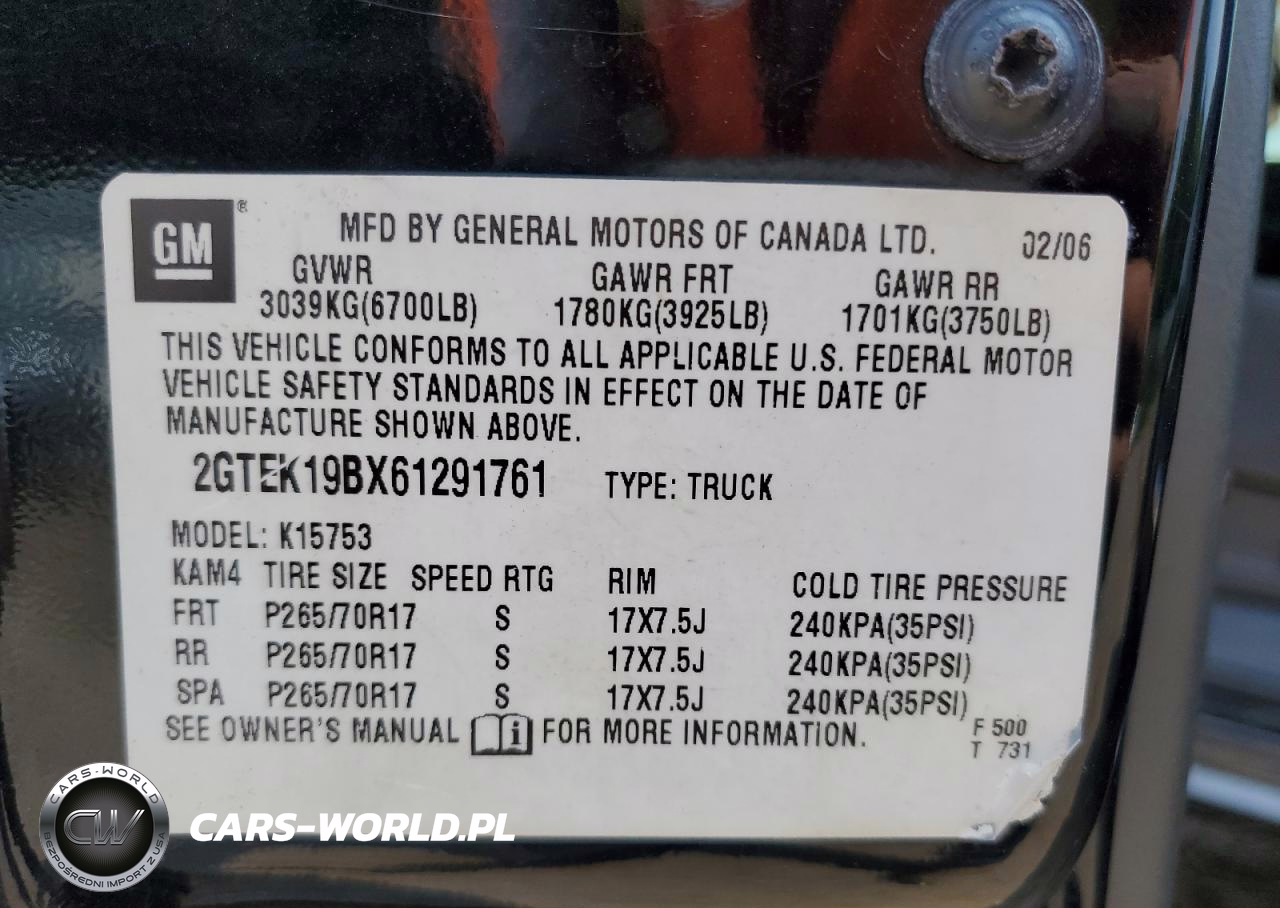 GM ® MFD BY GENERAL MOTORS OF CANADA LTD. 02/06
GVWR GAWR FRT GAWR RR
3039KG(6700LB) 1780KG(3925LB) 1701KG(3750LB)
THIS VEHICLE CONFORMS TO ALL APPLICABLE U.S. FEDERAL MOTOR
VEHICLE SAFETY STANDARDS IN EFFECT ON THE DATE OF
MANUFACTURE SHOWN ABOVE.
2GTEK19BX61291761 TYPE: TRUCK
MODEL: K15753
KAM4 TIRE SIZE SPEED RTG RIM COLD TIRE PRESSURE
FRT P265/70R17 S 17X7.5J 240KPA(35PSI)
RR P265/70R17 S 17X7.5J 240KPA(35PSI)
SPA P265/70R17 S 17X7.5J 240KPA(35PSI)
SEE OWNER'S MANUAL i FOR MORE INFORMATION.
F 500
T 731
CARS-WORLD
CW
BEZPOŚREDNI IMPORT Z USA
CARS-WORLD.PL